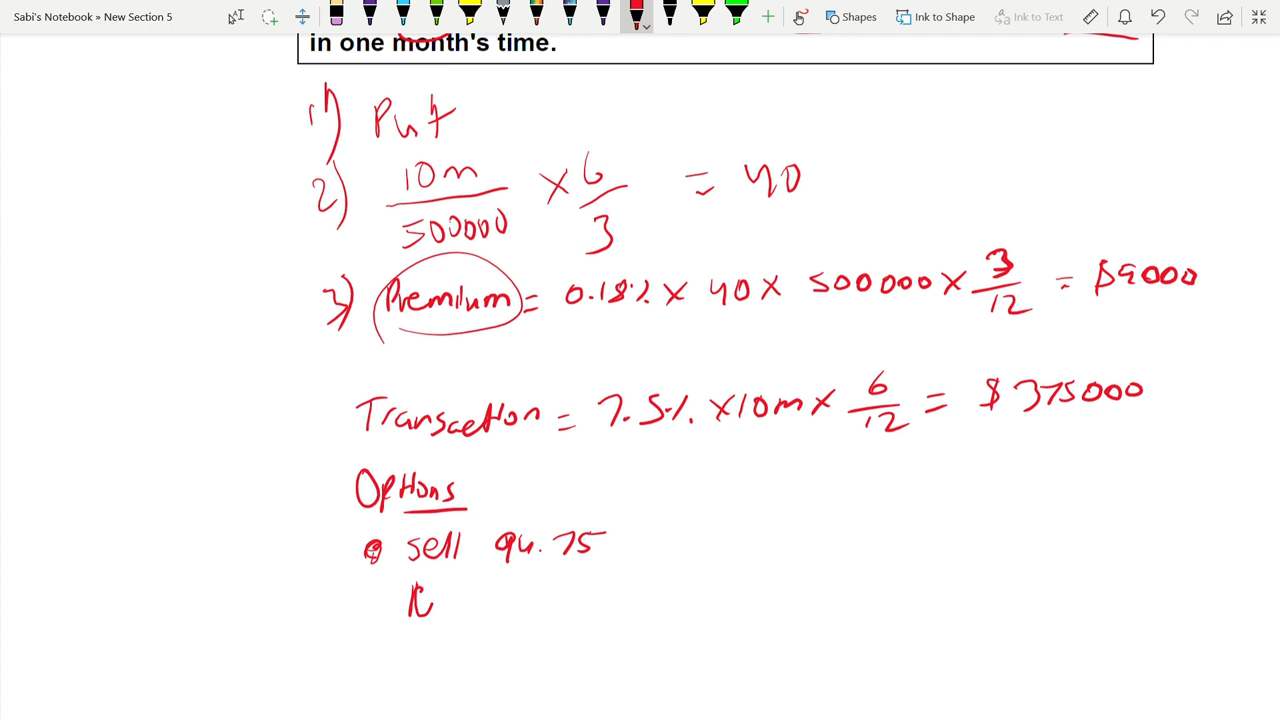 Sabi's Notebook » New Section 5
Shapes
Ink to Shape
Ink to Text
in one month's time.
1) Put
2) 10m / 500000 × 6/3 = 40
3) Premium = 0.18% × 40 × 500000 × 3/12 = $9000
Transaction = 7.5% × 10m × 6/12 = $375000
Options
sell 94.75